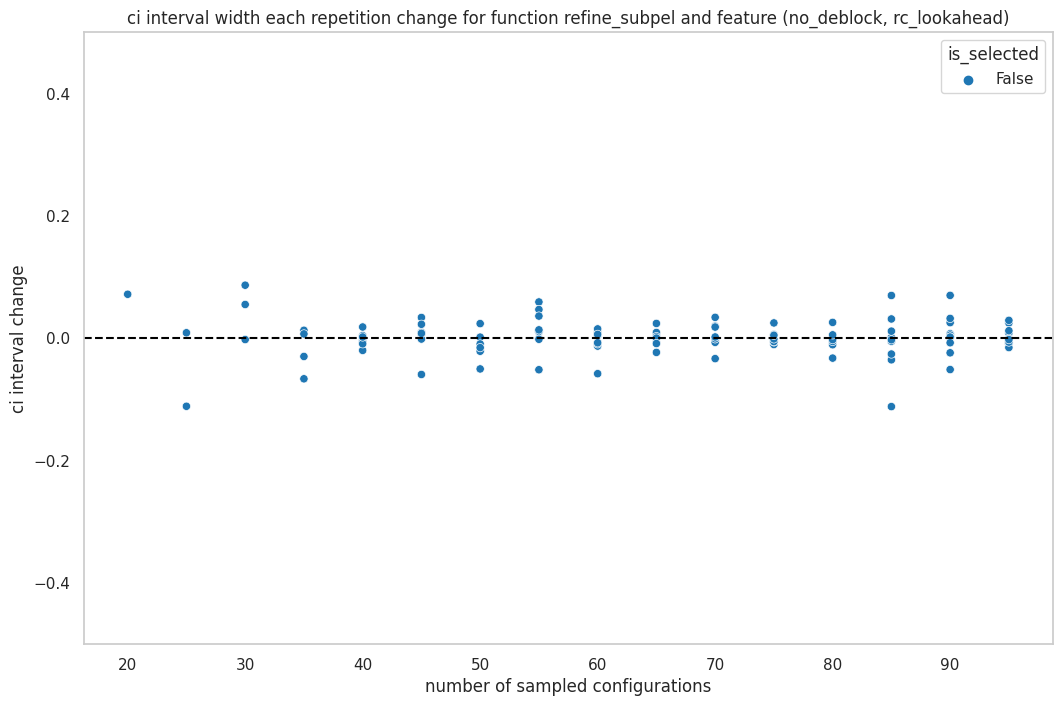 ci interval width each repetition change for function refine_subpel and feature (no_deblock, rc_lookahead)
is_selected
False
ci interval change
0.4
0.2
0.0
−0.2
−0.4
20 30 40 50 60 70 80 90
number of sampled configurations